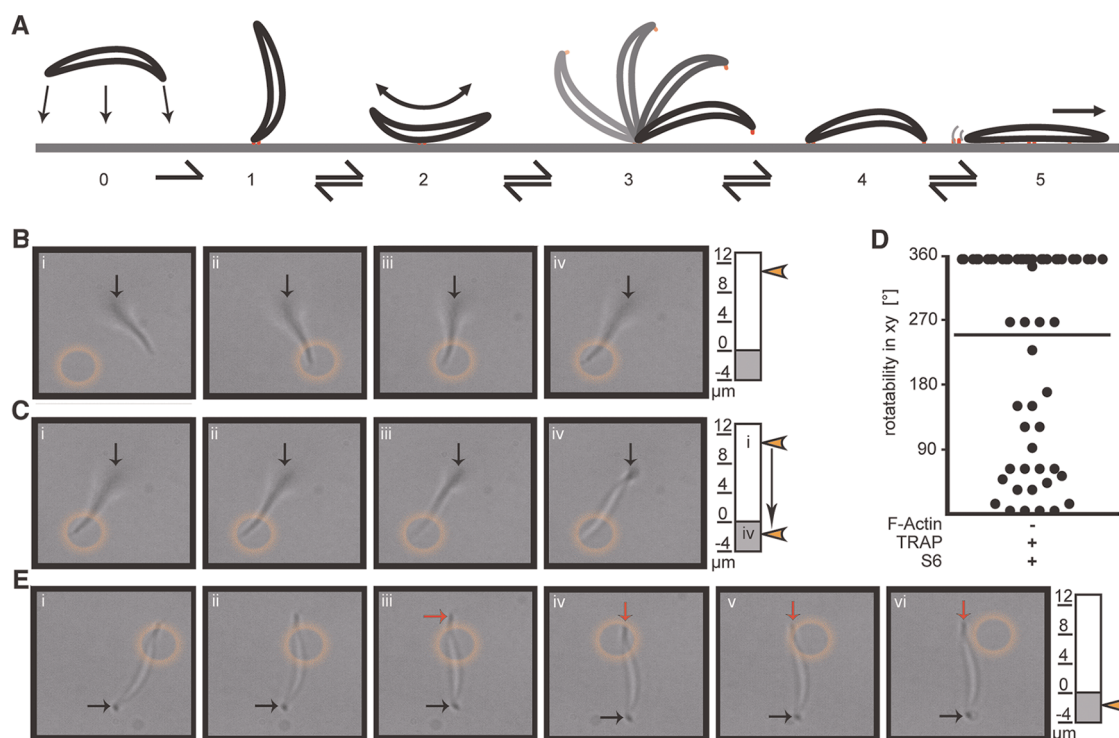 A
0 1 2 3 4 5
B
i ii iii iv
12
8
4
0
-4
µm
C
i ii iii iv
12
8
4
0
-4
µm
i
iv
D
rotatability in xy [°]
360
270
180
90
F-Actin -
TRAP +
S6 +
E
i ii iii iv v vi
12
8
4
0
-4
µm